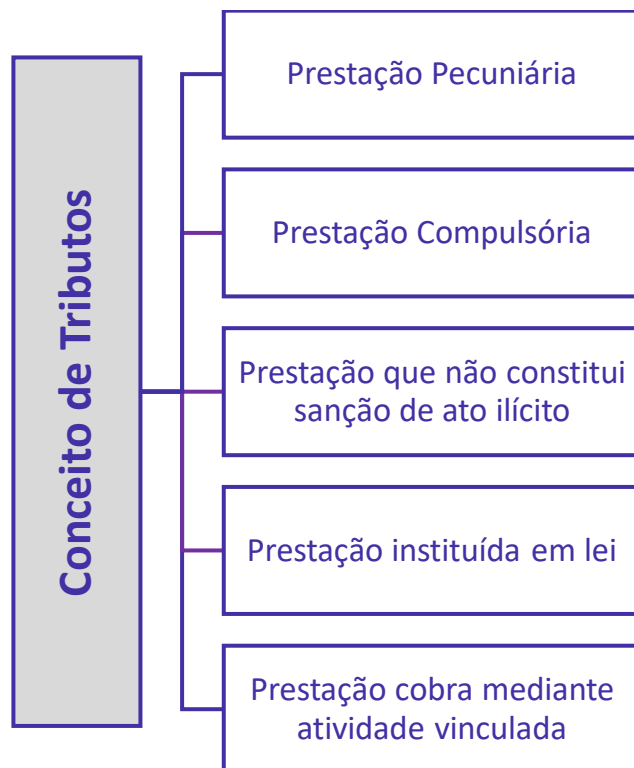 Conceito de Tributos
Prestação Pecuniária
Prestação Compulsória
Prestação que não constitui
sanção de ato ilícito
Prestação instituída em lei
Prestação cobra mediante
atividade vinculada